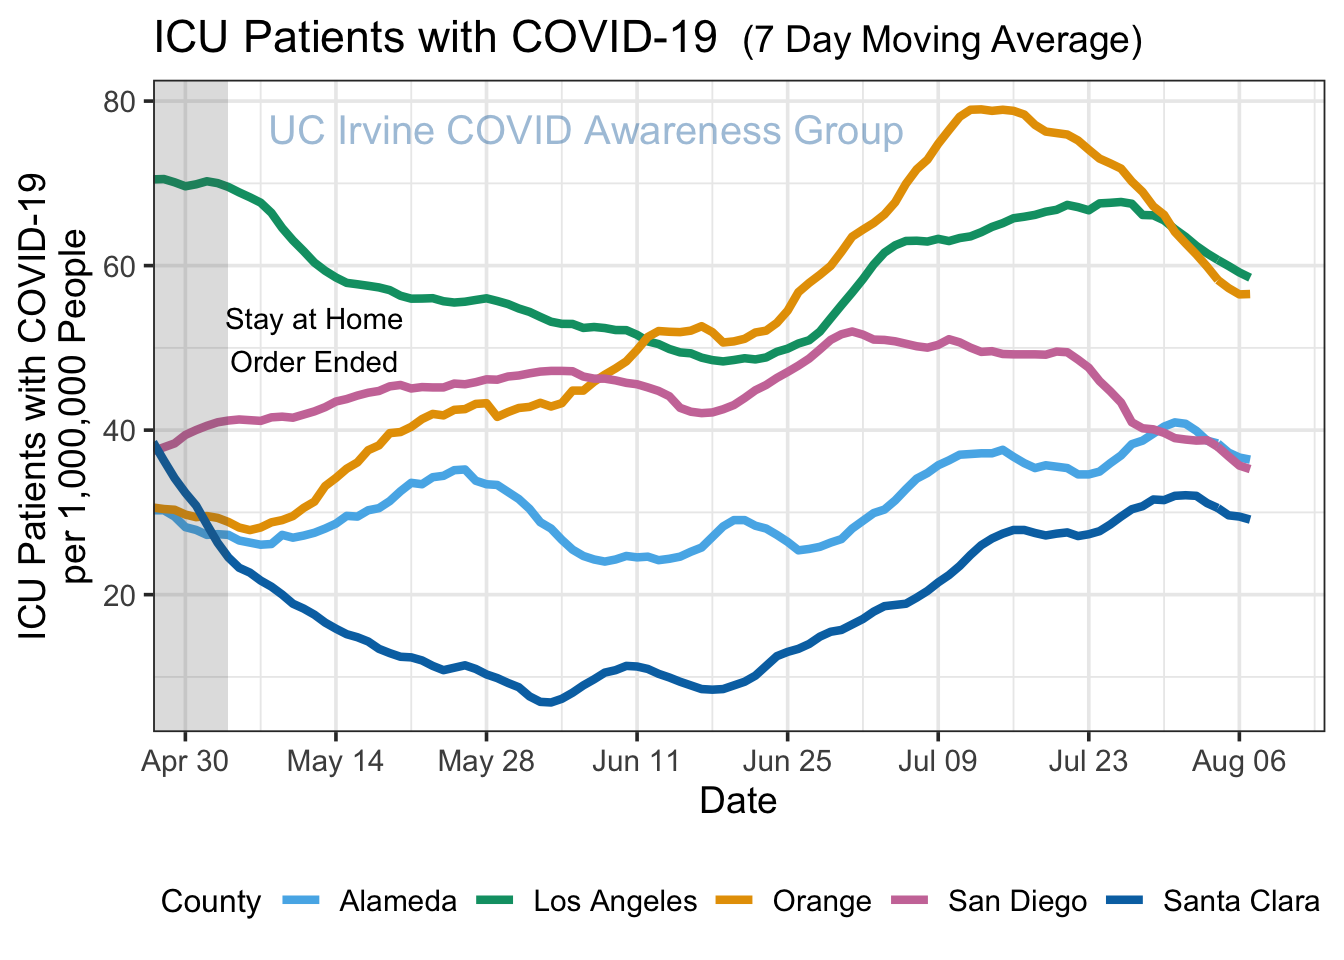 ICU Patients with COVID-19 (7 Day Moving Average)
UC Irvine COVID Awareness Group
ICU Patients with COVID-19
per 1,000,000 People
80
60
40
20
Stay at Home
Order Ended
Apr 30 May 14 May 28 Jun 11 Jun 25 Jul 09 Jul 23 Aug 06
Date
County Alameda Los Angeles Orange San Diego Santa Clara